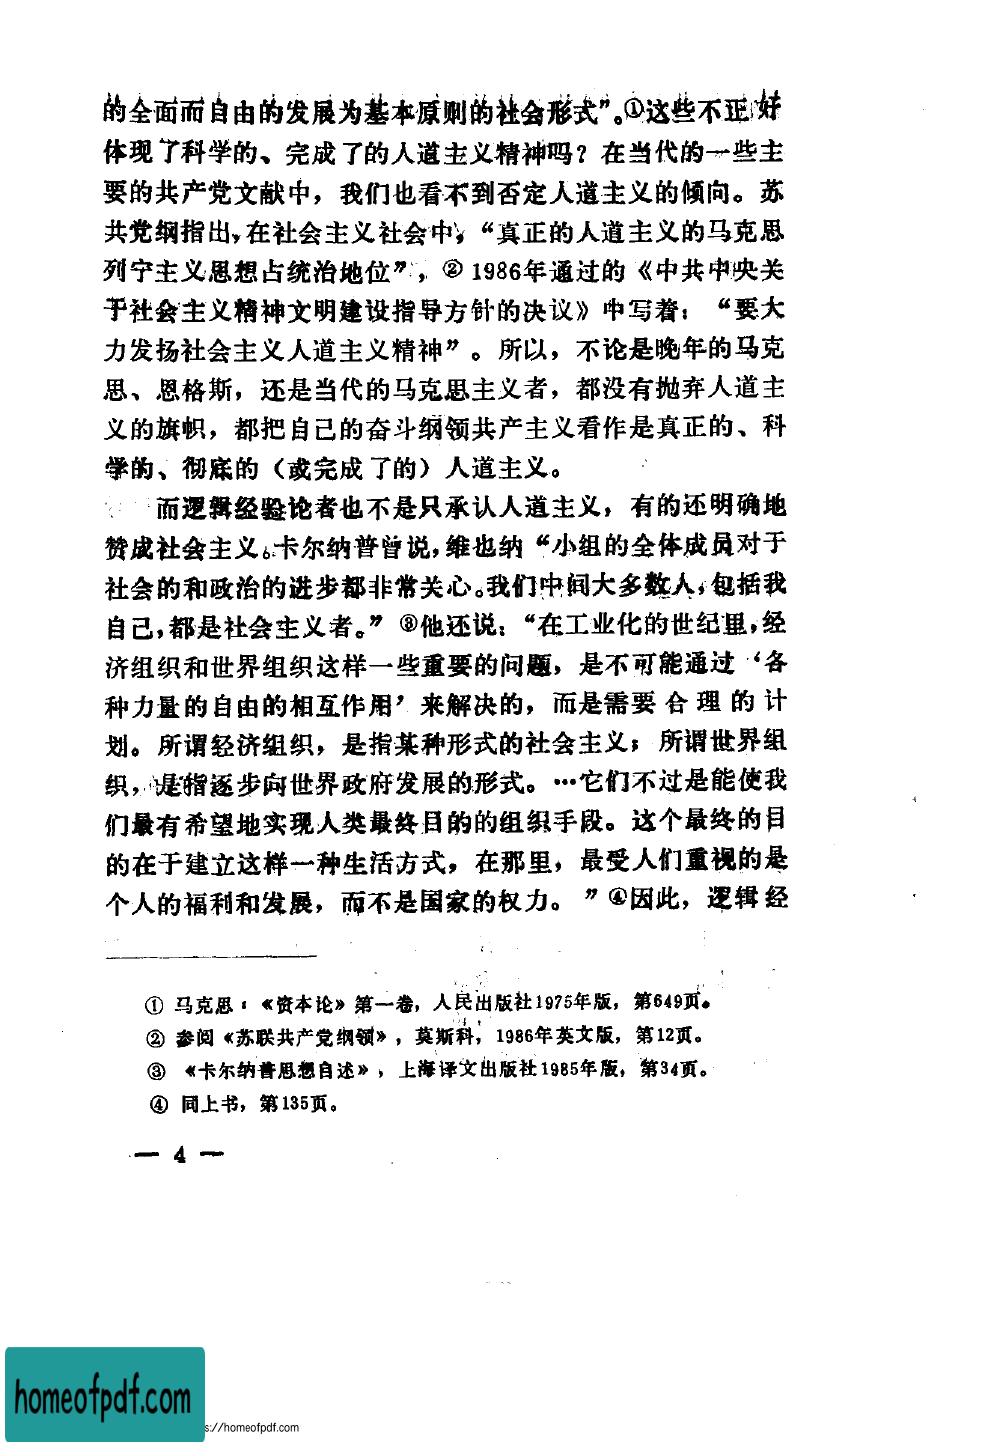 的全面而自由的发展为基本原则的社会形式”。①这些不正好
体现了科学的、完成了的人道主义精神吗？在当代的一些主
要的共产党文献中，我们也看不到否定人道主义的倾向。苏
共党纲指出，在社会主义社会中，“真正的人道主义的马克思
列宁主义思想占统治地位”，②1986年通过的《中共中央关
于社会主义精神文明建设指导方针的决议》中写着：“要大
力发扬社会主义人道主义精神”。所以，不论是晚年的马克
思、恩格斯，还是当代的马克思主义者，都没有抛弃人道主
义的旗帜，都把自己的奋斗纲领共产主义看作是真正的、科
学的、彻底的（或完成了的）人道主义。
而逻辑经验论者也不是只承认人道主义，有的还明确地
赞成社会主义。卡尔纳普曾说，维也纳“小组的全体成员对于
社会的和政治的进步都非常关心。我们中间大多数人，包括我
自己，都是社会主义者。”③他还说：“在工业化的世纪里，经
济组织和世界组织这样一些重要的问题，是不可能通过‘各
种力量的自由的相互作用’来解决的，而是需要合理的计
划。所谓经济组织，是指某种形式的社会主义；所谓世界组
织，是指逐步向世界政府发展的形式。…它们不过是能使我
们最有希望地实现人类最终目的的组织手段。这个最终的目
的在于建立这样一种生活方式，在那里，最受人们重视的是
个人的福利和发展，而不是国家的权力。”④因此，逻辑经
① 马克思：《资本论》第一卷，人民出版社1975年版，第649页。
② 参阅《苏联共产党纲领》，莫斯科，1986年英文版，第12页。
③ 《卡尔纳普思想自述》，上海译文出版社1985年版，第34页。
④ 同上书，第135页。
— 4 —
homeofpdf.com
s://homeofpdf.com